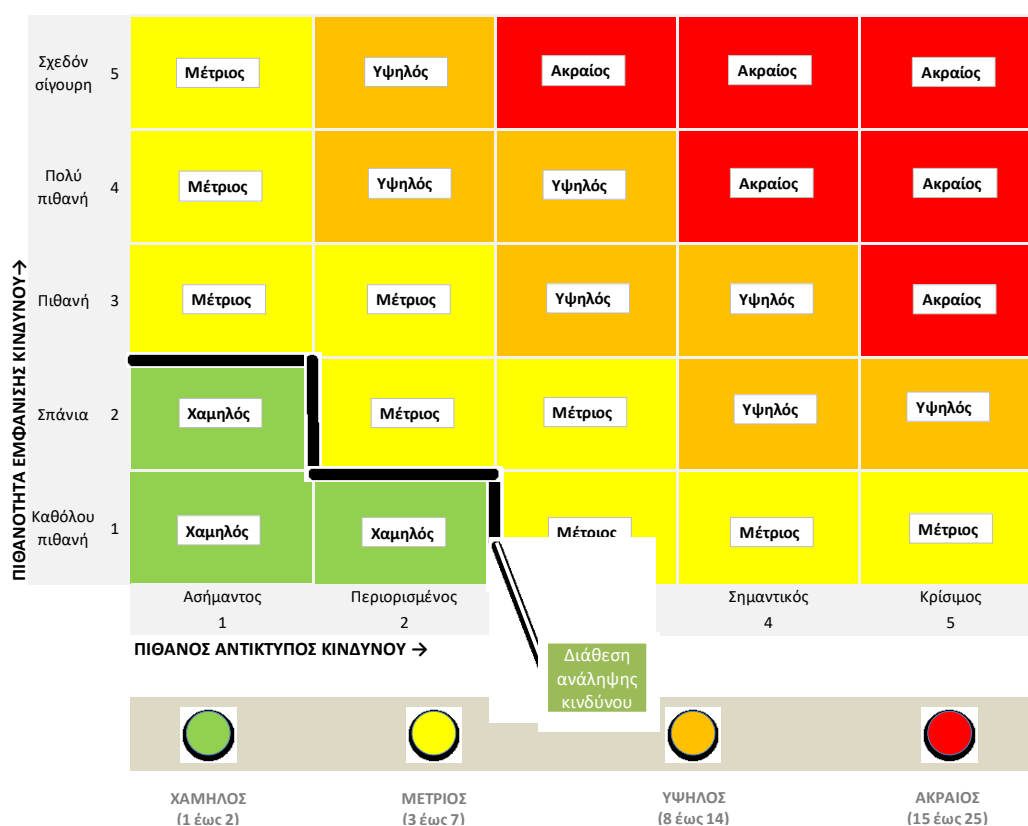 Σχεδόν
σίγουρη
5
Μέτριος
Υψηλός
Ακραίος
Ακραίος
Ακραίος
Πολύ
πιθανή
4
Μέτριος
Υψηλός
Υψηλός
Ακραίος
Ακραίος
Πιθανή
3
Μέτριος
Μέτριος
Υψηλός
Υψηλός
Ακραίος
Σπάνια
2
Χαμηλός
Μέτριος
Μέτριος
Υψηλός
Υψηλός
Καθόλου
πιθανή
1
Χαμηλός
Χαμηλός
Μέτριος
Μέτριος
Μέτριος
ΠΙΘΑΝΟΤΗΤΑ ΕΜΦΑΝΙΣΗΣ ΚΙΝΔΥΝΟΥ→
Ασήμαντος
1
Περιορισμένος
2
Σημαντικός
4
Κρίσιμος
5
ΠΙΘΑΝΟΣ ΑΝΤΙΚΤΥΠΟΣ ΚΙΝΔΥΝΟΥ →
Διάθεση
ανάληψης
κινδύνου
ΧΑΜΗΛΟΣ
(1 έως 2)
ΜΕΤΡΙΟΣ
(3 έως 7)
ΥΨΗΛΟΣ
(8 έως 14)
ΑΚΡΑΙΟΣ
(15 έως 25)